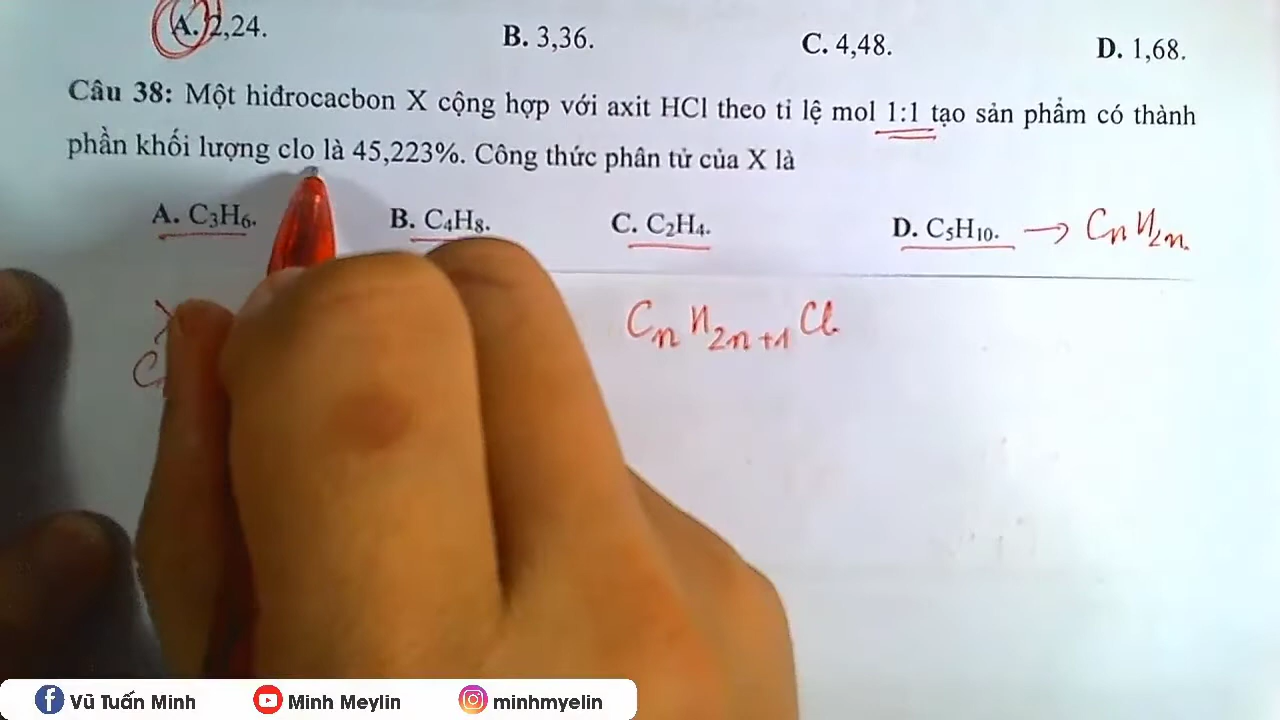 A. 2,24. B. 3,36. C. 4,48. D. 1,68.
Câu 38: Một hiđrocacbon X cộng hợp với axit HCl theo tỉ lệ mol 1:1 tạo sản phẩm có thành
phần khối lượng clo là 45,223%. Công thức phân tử của X là
A. C₃H₆. B. C₄H₈. C. C₂H₄. D. C₅H₁₀. → CnH2n.
CnH2n+1Cl
Vũ Tuấn Minh Minh Meylin minhmyelin